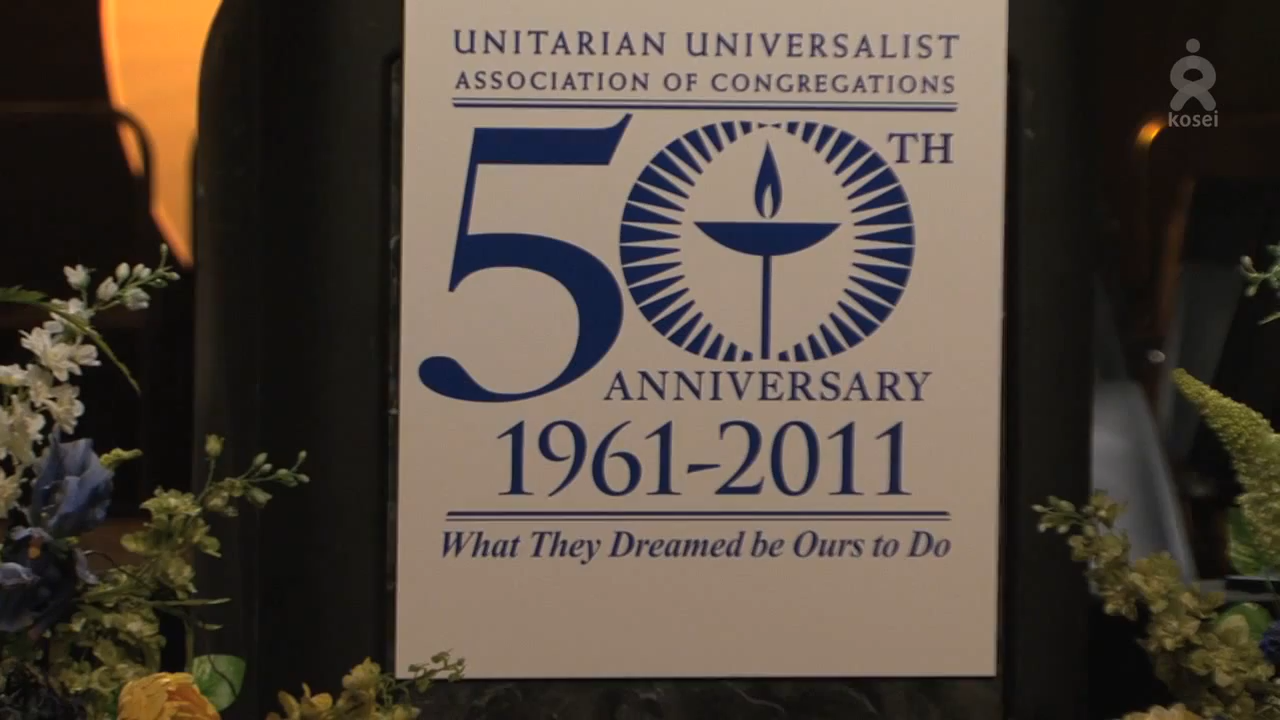 UNITARIAN UNIVERSALIST
ASSOCIATION OF CONGREGATIONS
50TH
ANNIVERSARY
1961-2011
What They Dreamed be Ours to Do
kosei